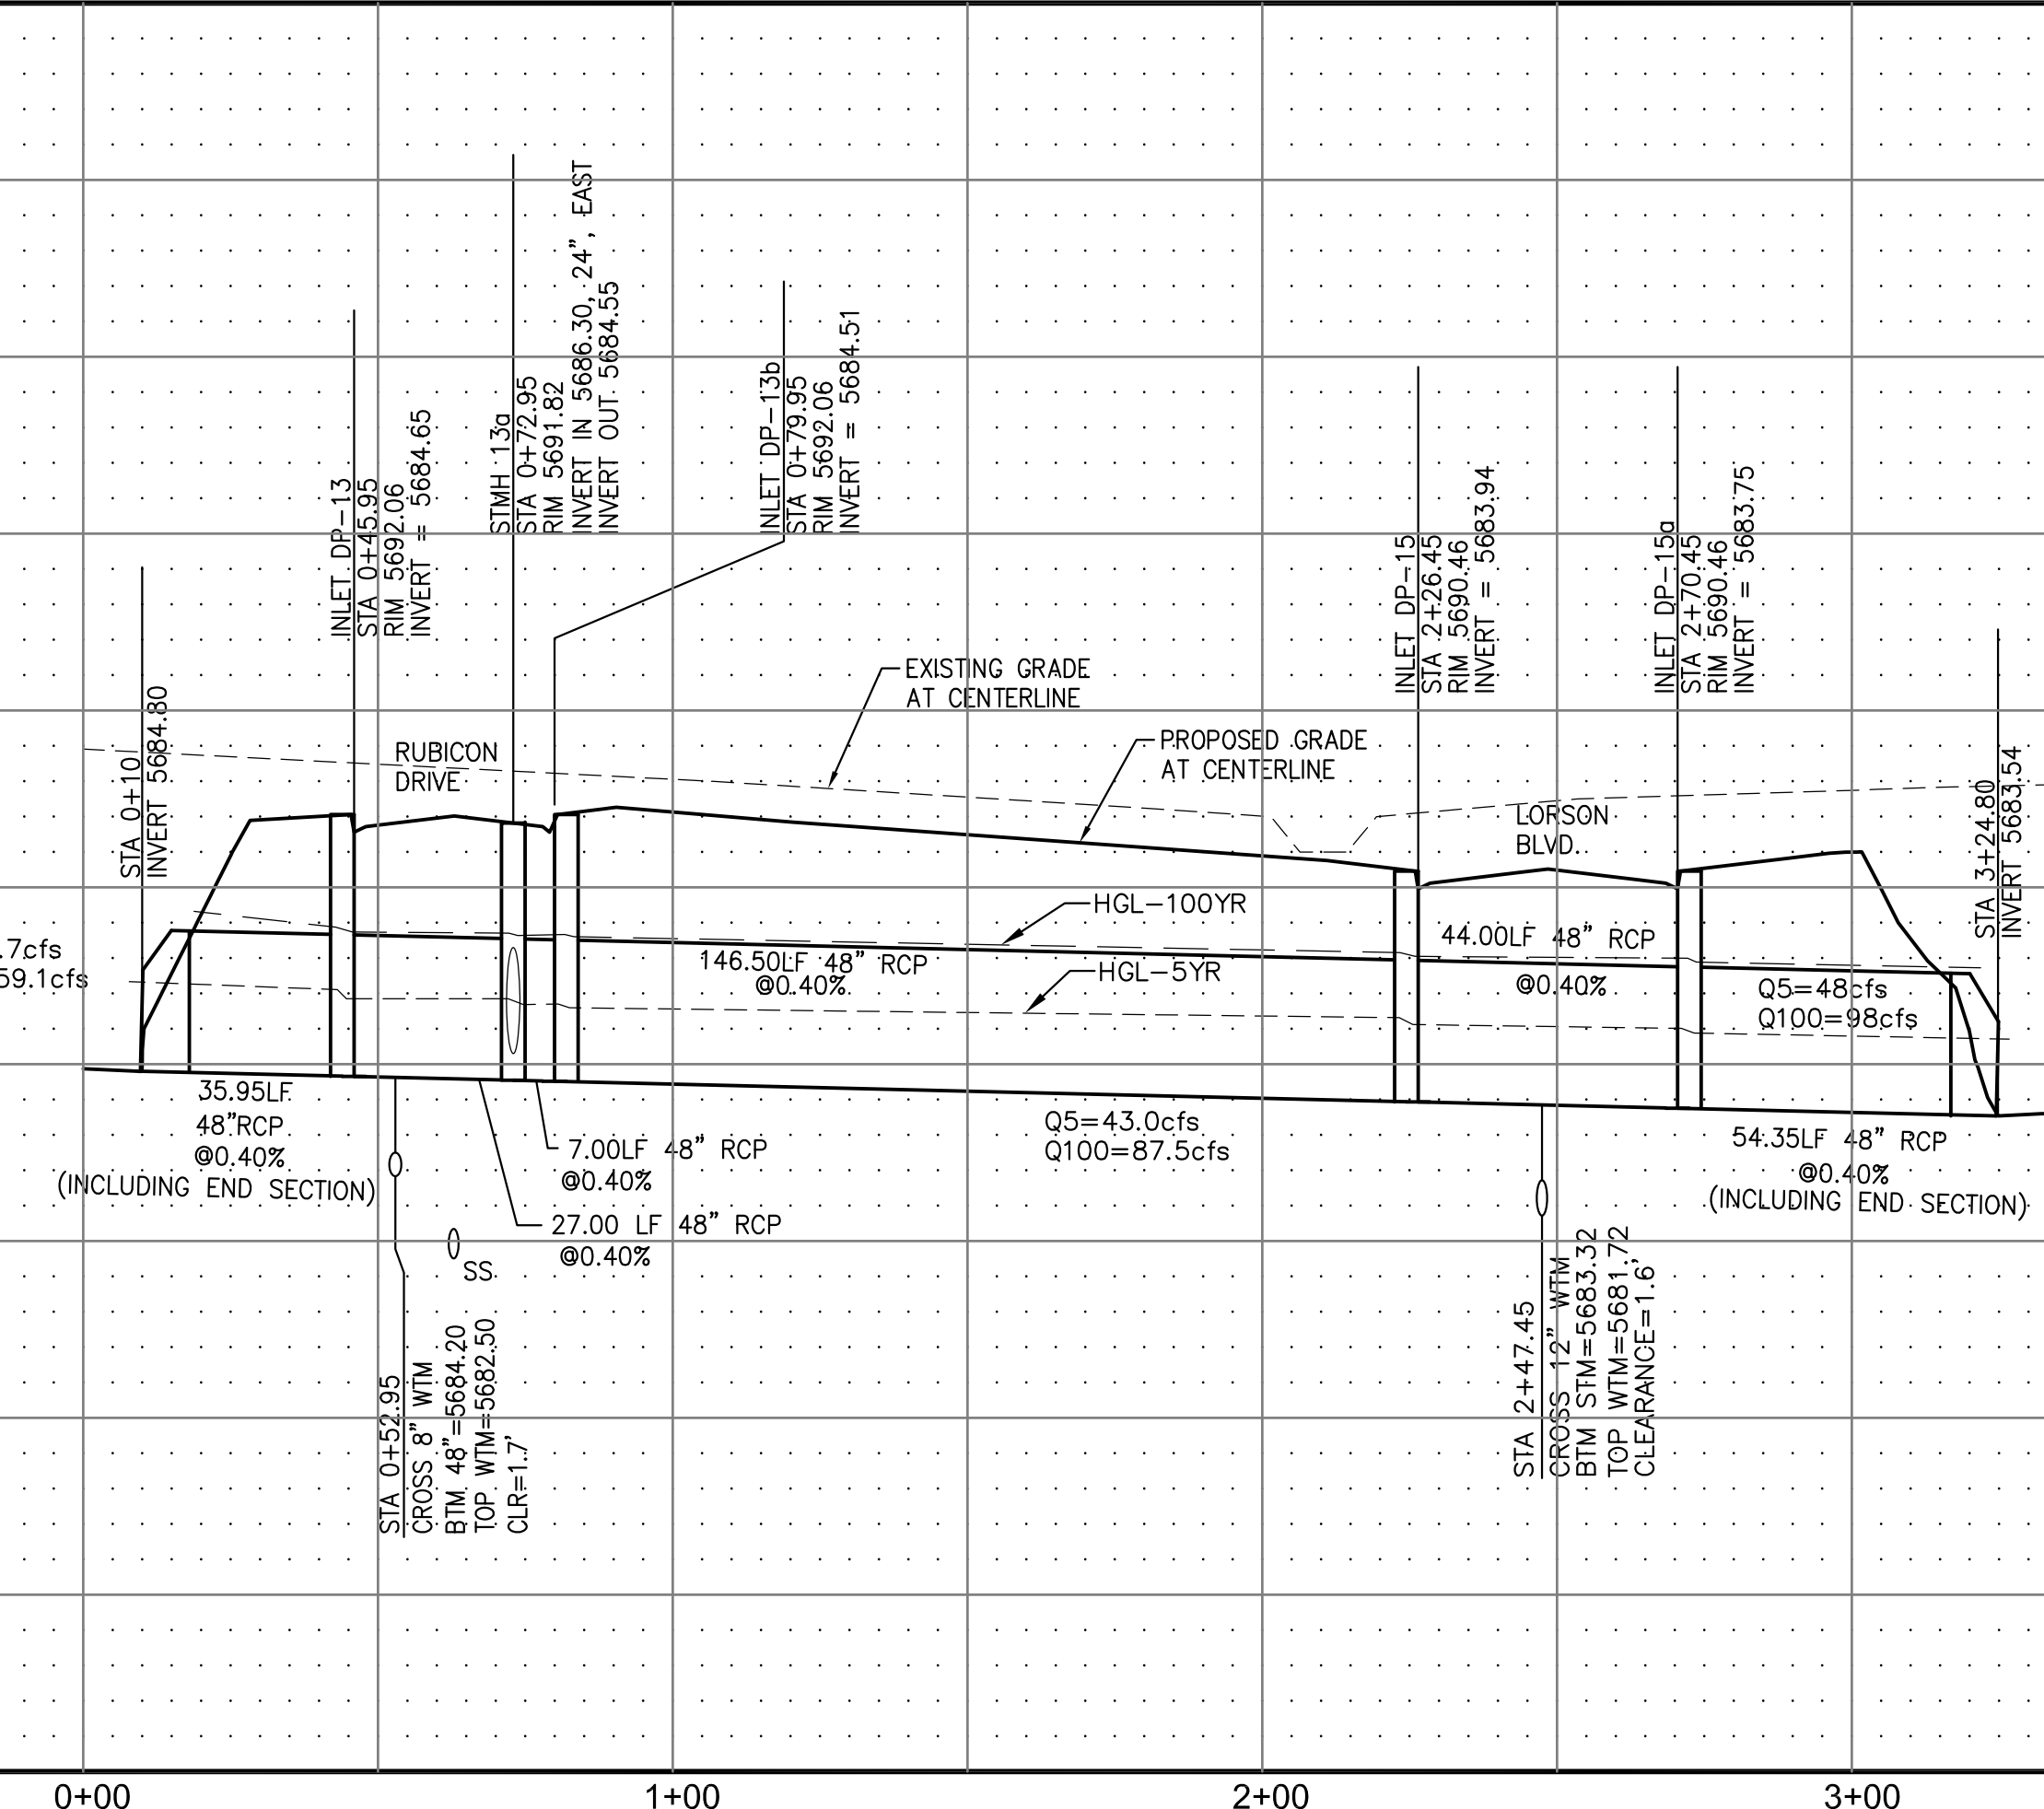 STA 0+10
INVERT 5684.80
INLET DP-13
STA 0+45.95
RIM 5692.06
INVERT = 5684.65
STMH 13a
STA 0+72.95
RIM 5691.82
INVERT IN 5686.30, 24", EAST
INVERT OUT 5684.55
INLET DP-13b
STA 0+79.95
RIM 5692.06
INVERT = 5684.51
INLET DP-15
STA 2+26.45
RIM 5690.46
INVERT = 5683.94
INLET DP-15a
STA 2+70.45
RIM 5690.46
INVERT = 5683.75
STA 3+24.80
INVERT 5683.54
EXISTING GRADE
AT CENTERLINE
PROPOSED GRADE
AT CENTERLINE
RUBICON
DRIVE
LORSON
BLVD.
HGL-100YR
HGL-5YR
.7cfs
59.1cfs
146.50LF 48" RCP
@0.40%
44.00LF 48" RCP
@0.40%
Q5=48cfs
Q100=98cfs
35.95LF
48"RCP
@0.40%
(INCLUDING END SECTION)
7.00LF 48" RCP
@0.40%
27.00 LF 48" RCP
@0.40%
SS
Q5=43.0cfs
Q100=87.5cfs
54.35LF 48" RCP
@0.40%
(INCLUDING END SECTION)
STA 0+52.95
CROSS 8" WTM
BTM 48"=5684.20
TOP WTM=5682.50
CLR=1.7'
STA 2+47.45
CROSS 12" WTM
BTM STM=5683.32
TOP WTM=5681.72
CLEARANCE=1.6'
0+00
1+00
2+00
3+00